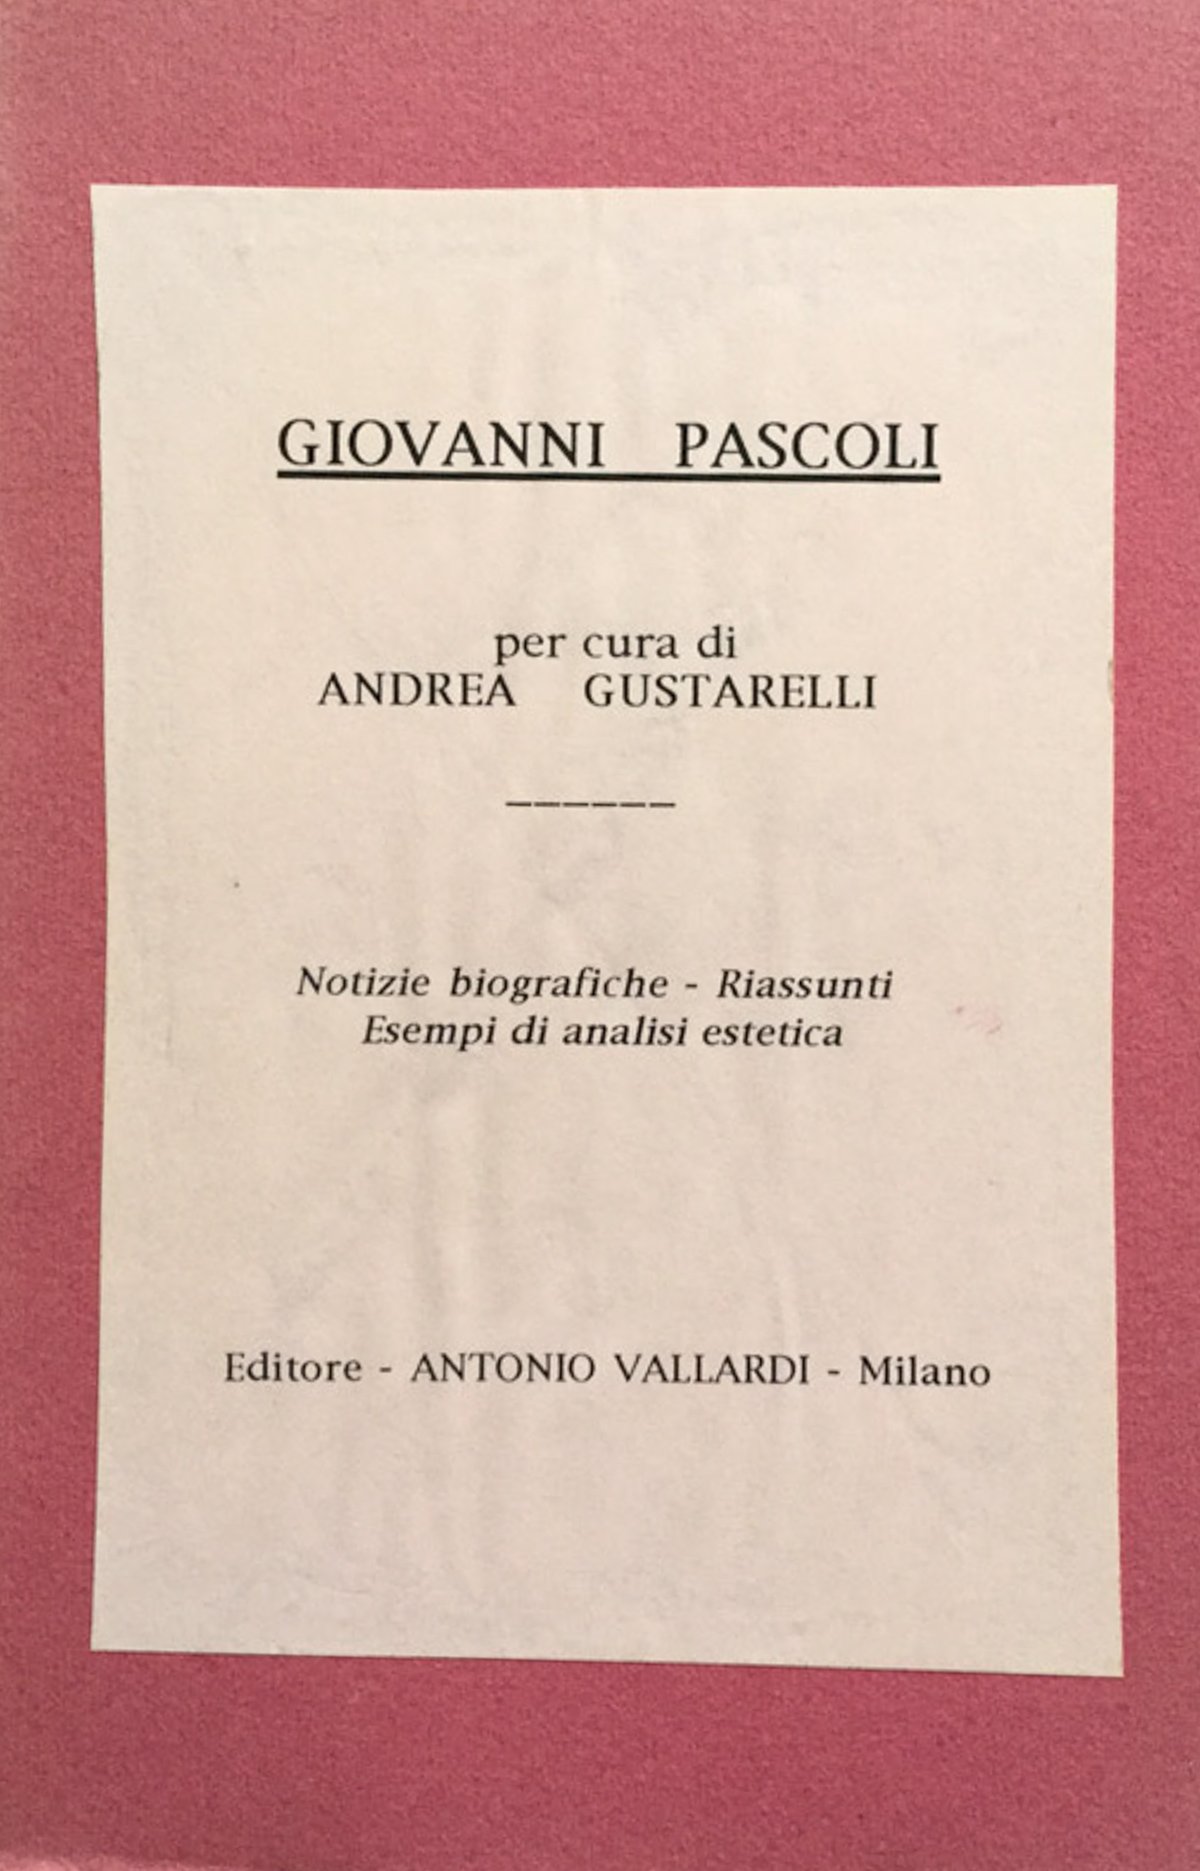 GIOVANNI PASCOLI
per cura di
ANDREA GUSTARELLI
------
Notizie biografiche - Riassunti
Esempi di analisi estetica
Editore - ANTONIO VALLARDI - Milano